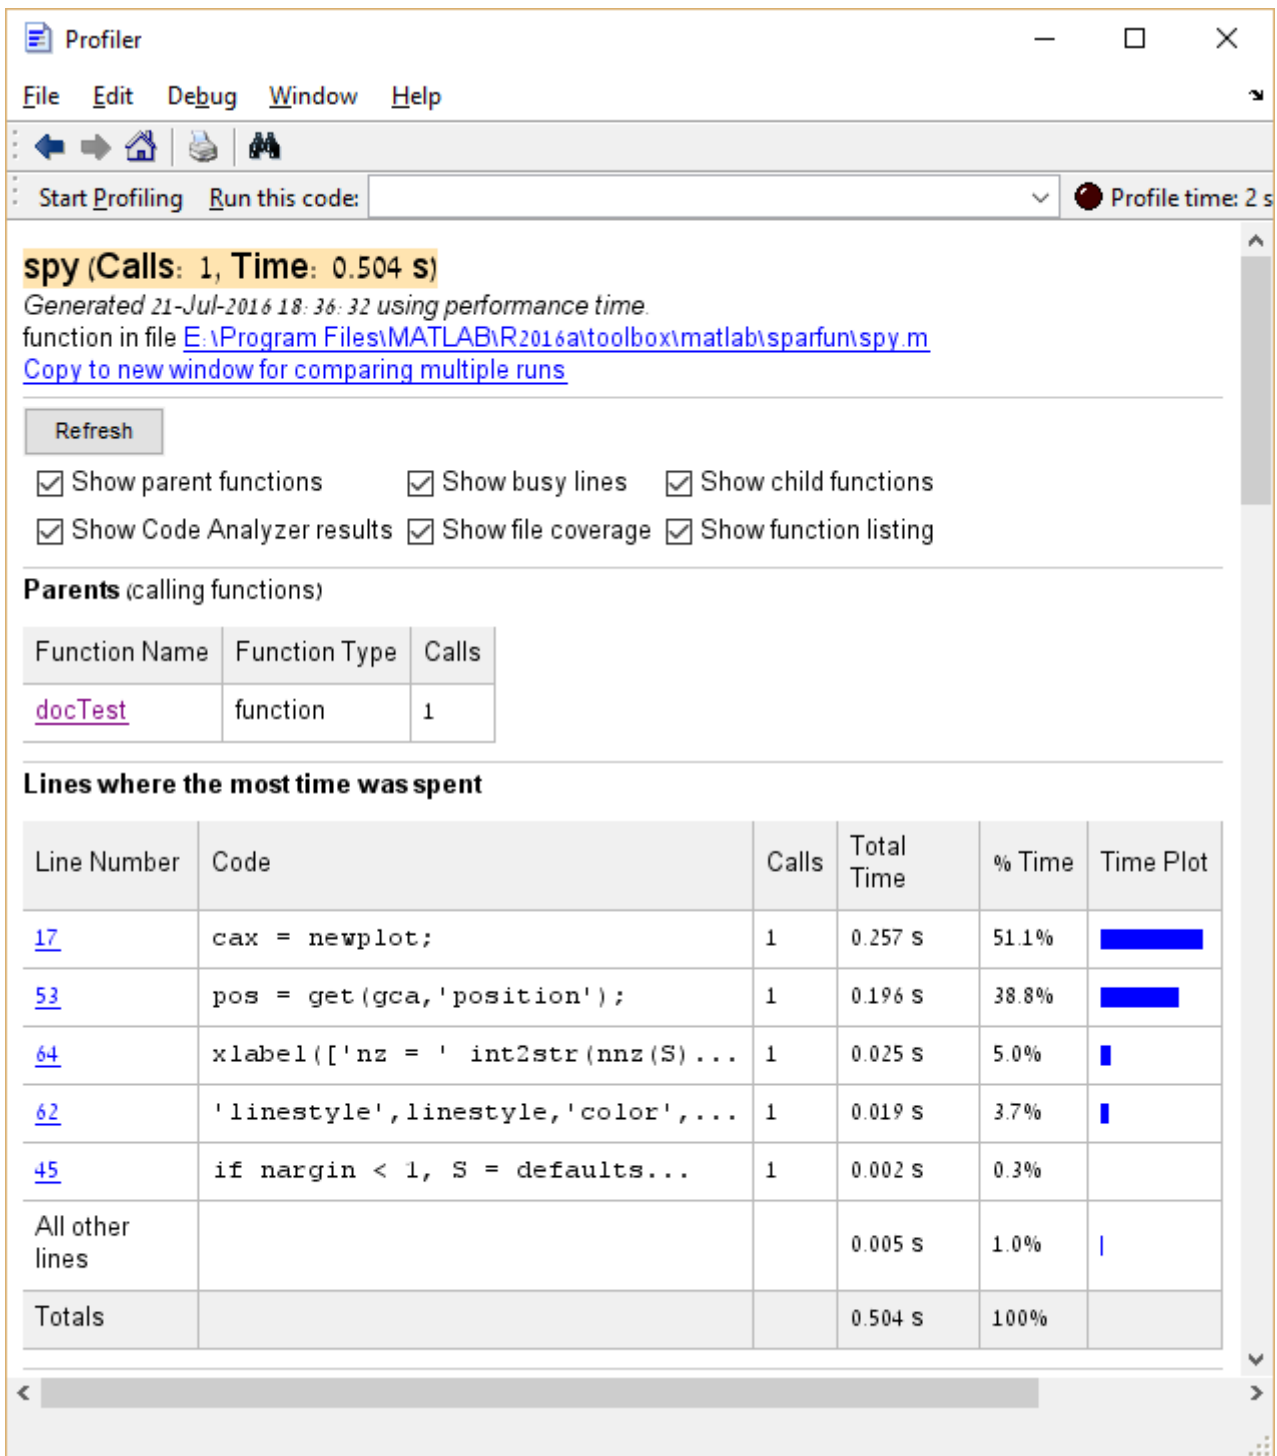 Profiler
File Edit Debug Window Help
Start Profiling Run this code: Profile time: 2 s
spy (Calls: 1, Time: 0.504 s)
Generated 21-Jul-2016 18:36:32 using performance time.
function in file E:\Program Files\MATLAB\R2016a\toolbox\matlab\sparfun\spy.m
Copy to new window for comparing multiple runs
Refresh
Show parent functions Show busy lines Show child functions
Show Code Analyzer results Show file coverage Show function listing
Parents (calling functions)
Function Name Function Type Calls
docTest function 1
Lines where the most time was spent
Line Number Code Calls Total Time % Time Time Plot
17 cax = newplot; 1 0.257 s 51.1%
53 pos = get(gca,'position'); 1 0.196 s 38.8%
64 xlabel(['nz = ' int2str(nnz(S)... 1 0.025 s 5.0%
62 'linestyle',linestyle,'color',... 1 0.019 s 3.7%
45 if nargin < 1, S = defaults... 1 0.002 s 0.3%
All other lines 0.005 s 1.0%
Totals 0.504 s 100%